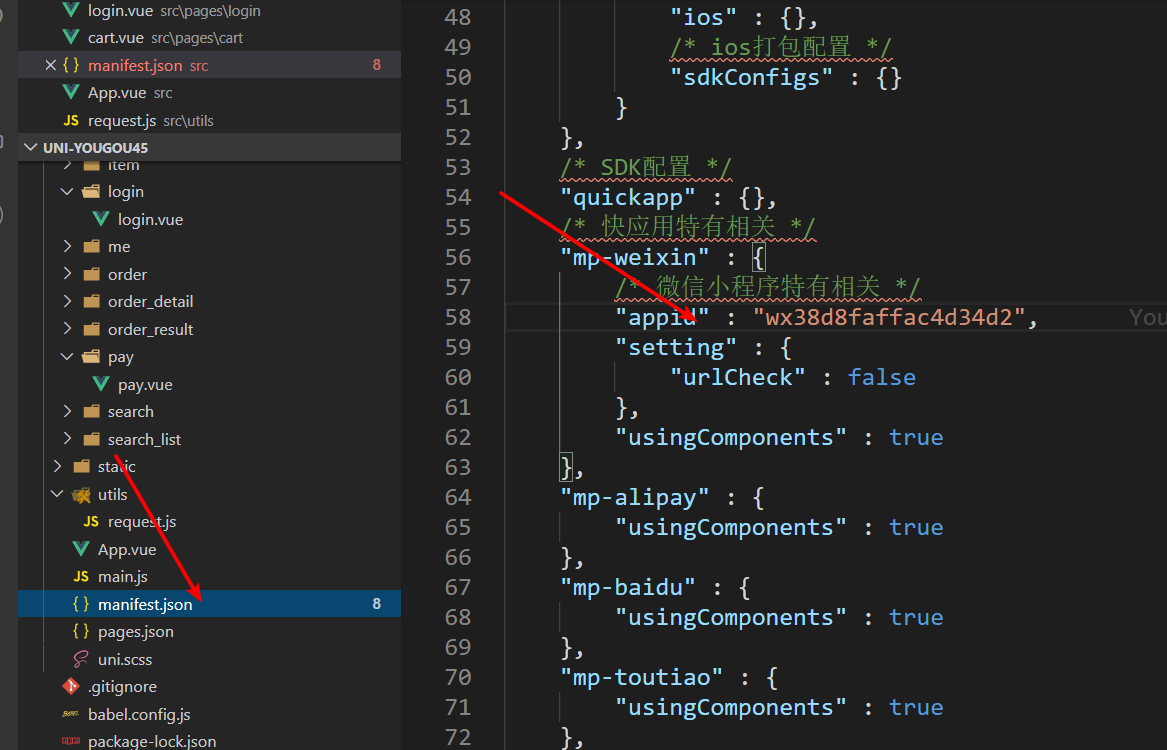 login.vue src\pages\login
cart.vue src\pages\cart
manifest.json src 8
App.vue src
request.js src\utils
UNI-YOUGOU45
item
login
login.vue
me
order
order_detail
order_result
pay
pay.vue
search
search_list
static
utils
JS request.js
App.vue
JS main.js
{} manifest.json 8
{} pages.json
uni.scss
.gitignore
babel.config.js
package-lock.json
48 "ios" : {},
49 /* ios打包配置 */
50 "sdkConfigs" : {}
51 }
52 },
53 /* SDK配置 */
54 "quickapp" : {},
55 /* 快应用特有相关 */
56 "mp-weixin" : {
57 /* 微信小程序特有相关 */
58 "appid" : "wx38d8faffac4d34d2", You
59 "setting" : {
60 "urlCheck" : false
61 },
62 "usingComponents" : true
63 },
64 "mp-alipay" : {
65 "usingComponents" : true
66 },
67 "mp-baidu" : {
68 "usingComponents" : true
69 },
70 "mp-toutiao" : {
71 "usingComponents" : true
72 },